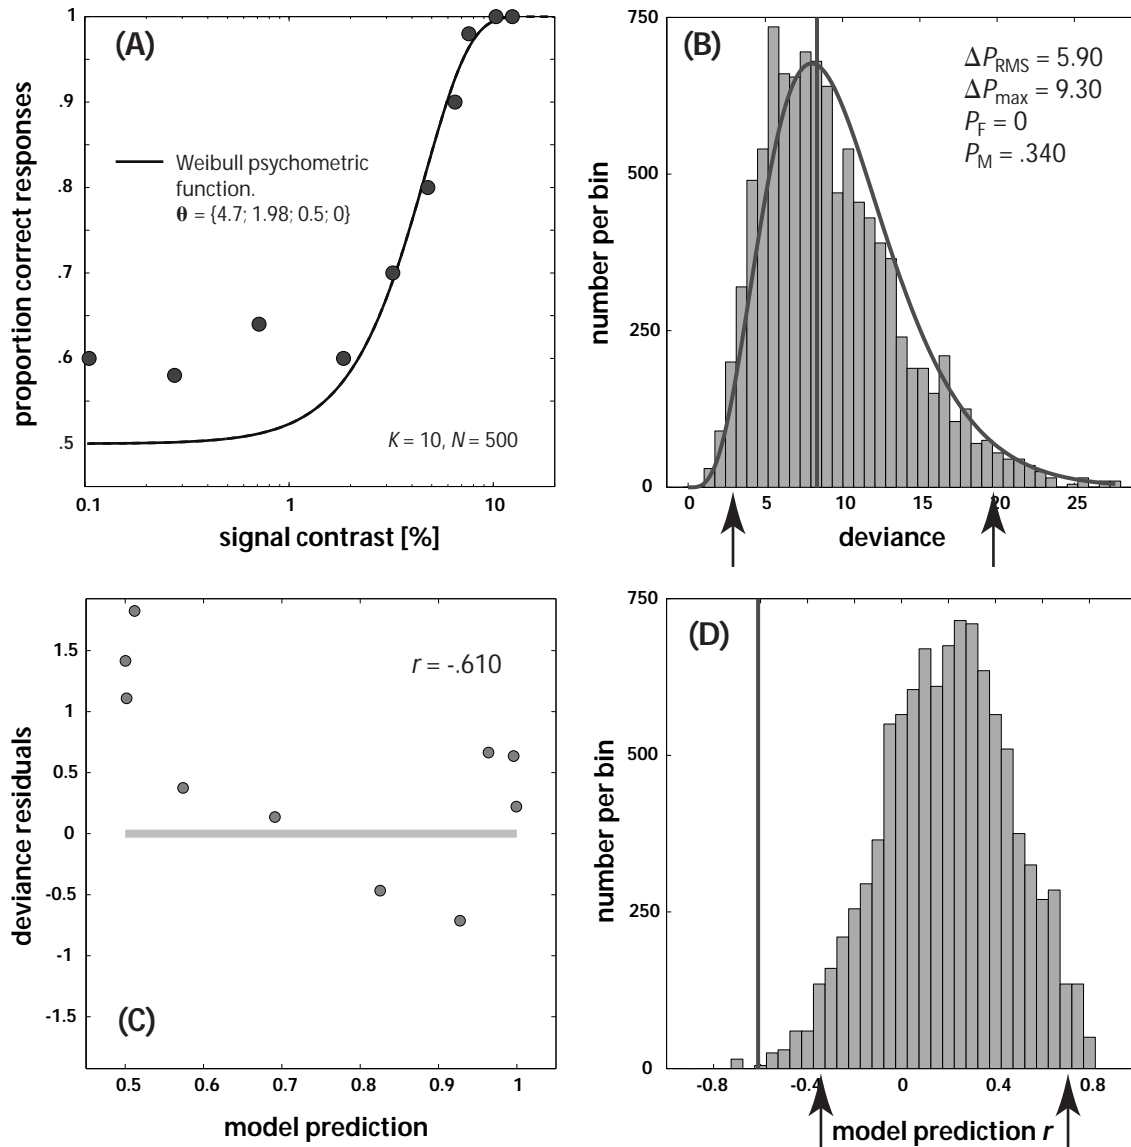 (A)
1
.9
.8
.7
.6
.5
proportion correct responses
Weibull psychometric
function.
θ = {4.7; 1.98; 0.5; 0}
K = 10, N = 500
0.1 1 10
signal contrast [%]
(B)
750
500
250
0
number per bin
ΔP_RMS = 5.90
ΔP_max = 9.30
P_F = 0
P_M = .340
0 5 10 15 20 25
deviance
(C)
1.5
1
0.5
0
-0.5
-1
-1.5
deviance residuals
r = -.610
0.5 0.6 0.7 0.8 0.9 1
model prediction
(D)
750
500
250
0
number per bin
-0.8 -0.4 0 0.4 0.8
model prediction r